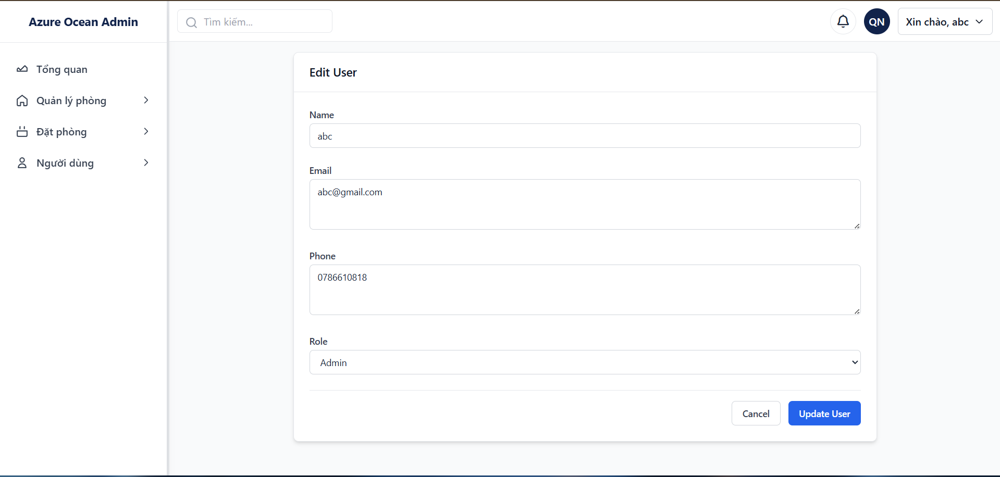 Azure Ocean Admin
Tìm kiếm...
QN
Xin chào, abc
Tổng quan
Quản lý phòng
Đặt phòng
Người dùng
Edit User
Name
abc
Email
abc@gmail.com
Phone
0786610818
Role
Admin
Cancel
Update User